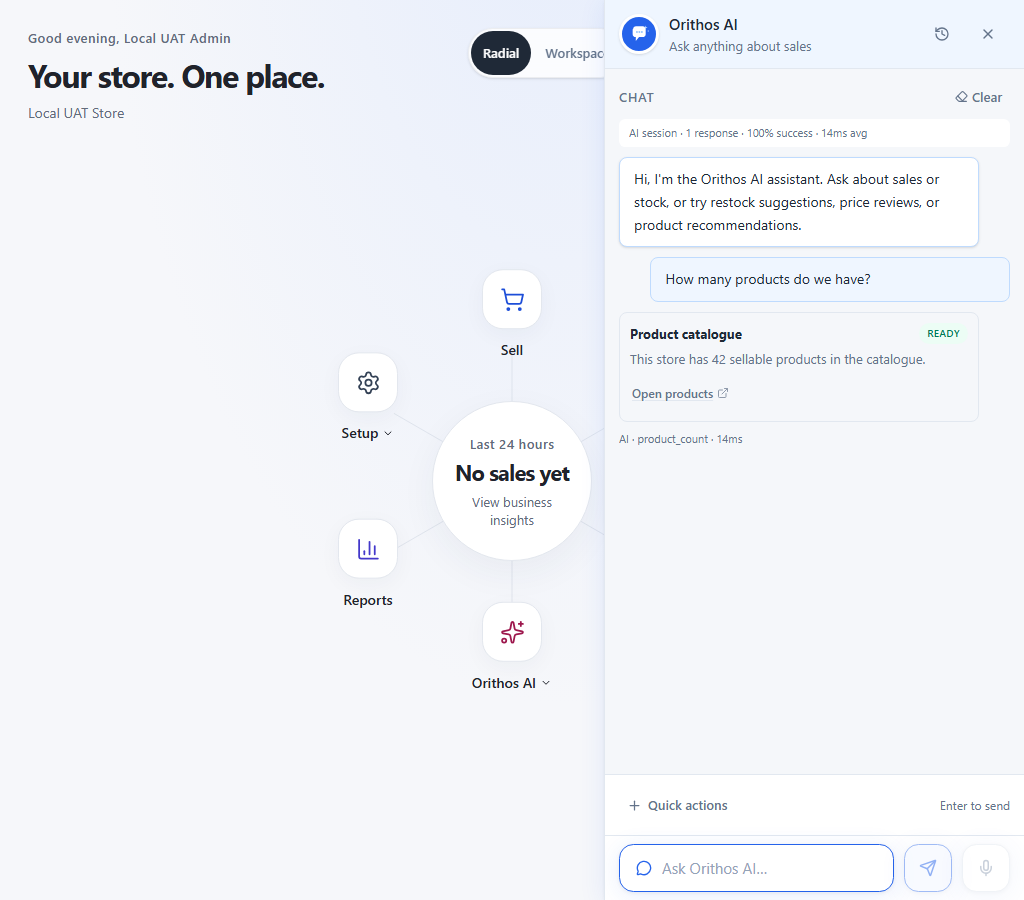 Good evening, Local UAT Admin
Your store. One place.
Local UAT Store
Radial
Workspac
Sell
Setup
Last 24 hours
No sales yet
View business
insights
Reports
Orithos AI
Orithos AI
Ask anything about sales
CHAT
Clear
AI session · 1 response · 100% success · 14ms avg
Hi, I'm the Orithos AI assistant. Ask about sales or
stock, or try restock suggestions, price reviews, or
product recommendations.
How many products do we have?
Product catalogue
READY
This store has 42 sellable products in the catalogue.
Open products
AI · product_count · 14ms
Quick actions
Enter to send
Ask Orithos AI...